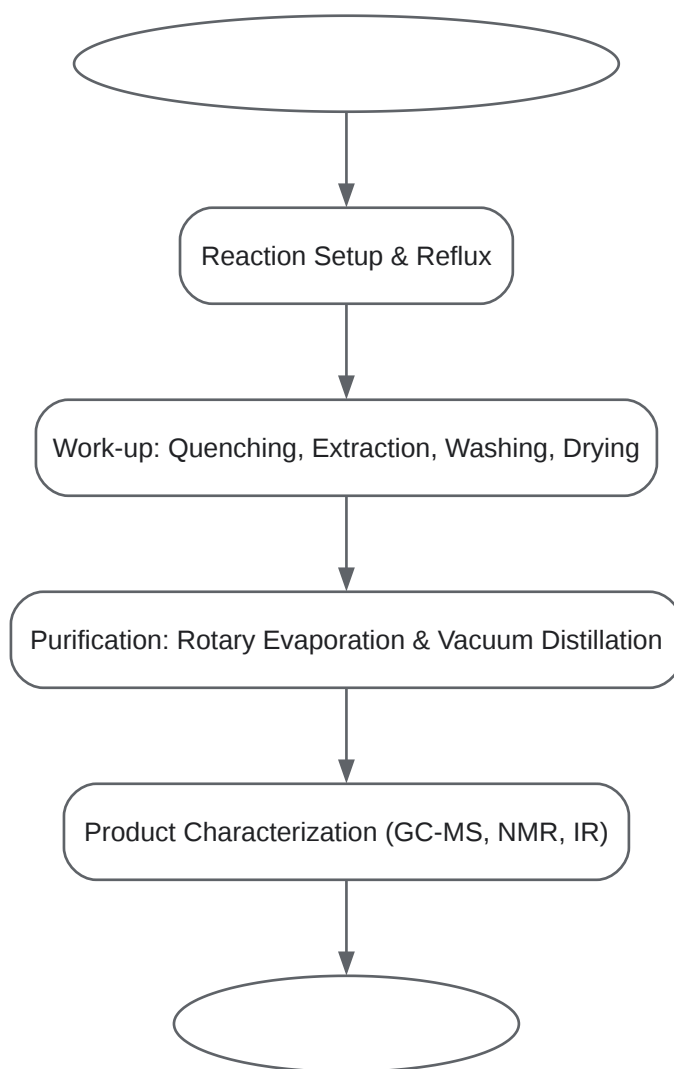 Reaction Setup & Reflux
Work-up: Quenching, Extraction, Washing, Drying
Purification: Rotary Evaporation & Vacuum Distillation
Product Characterization (GC-MS, NMR, IR)